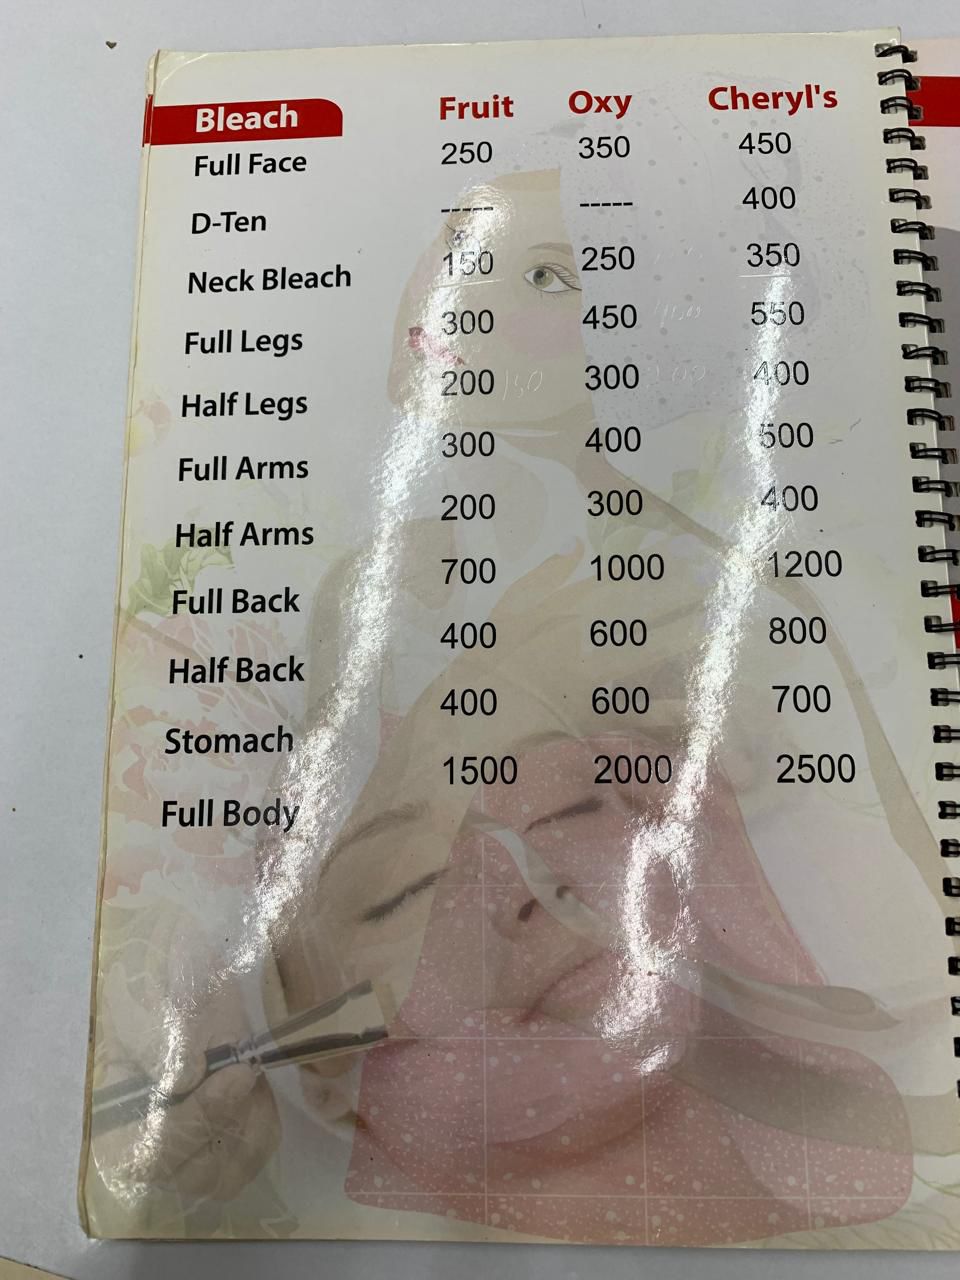 Bleach Fruit Oxy Cheryl's
Full Face 250 350 450
D-Ten ----- ----- 400
Neck Bleach 150 250 350
Full Legs 300 450 550
Half Legs 200 300 400
Full Arms 300 400 500
Half Arms 200 300 400
Full Back 700 1000 1200
Half Back 400 600 800
Stomach 400 600 700
Full Body 1500 2000 2500